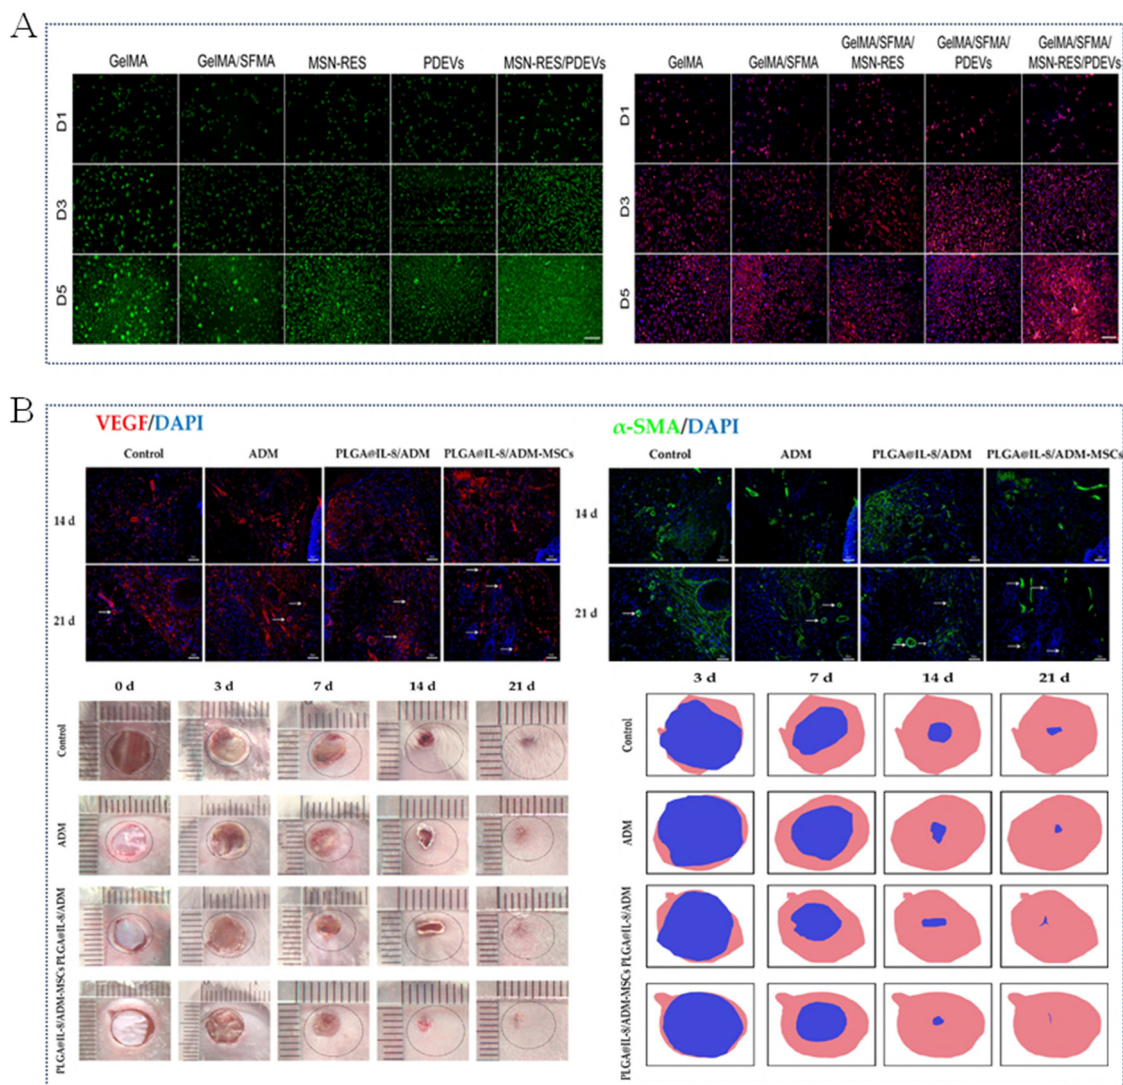 A
GelMA GelMA/SFMA MSN-RES PDEVs MSN-RES/PDEVs
D1
D3
D5
GelMA GelMA/SFMA GelMA/SFMA/ MSN-RES GelMA/SFMA/ PDEVs GelMA/SFMA/ MSN-RES/PDEVs
D1
D3
D5
B
VEGF/DAPI
Control ADM PLGA@IL-8/ADM PLGA@IL-8/ADM-MSCs
14 d
21 d
α-SMA/DAPI
Control ADM PLGA@IL-8/ADM PLGA@IL-8/ADM-MSCs
14 d
21 d
0 d 3 d 7 d 14 d 21 d
Control
ADM
PLGA@IL-8/ADM
PLGA@IL-8/ADM-MSCs
3 d 7 d 14 d 21 d
Control
ADM
PLGA@IL-8/ADM
PLGA@IL-8/ADM-MSCs